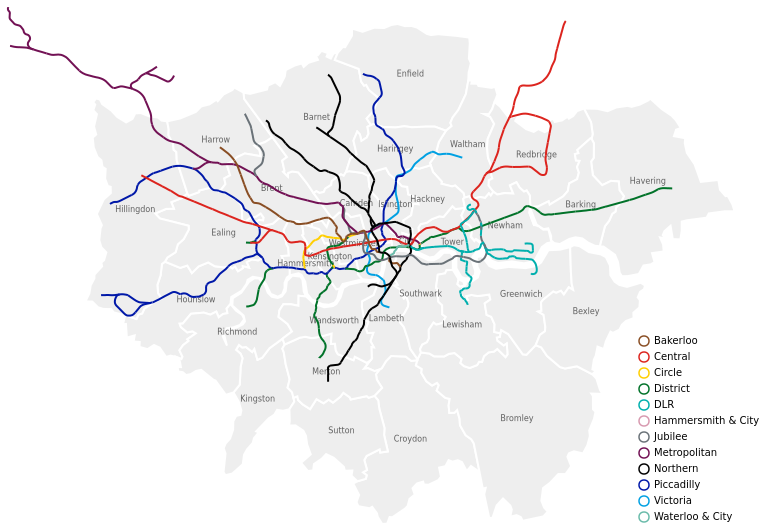 Enfield
Barnet
Harrow
Haringey
Waltham
Redbridge
Brent
Havering
Camden
Islington
Hackney
Barking
Hillingdon
Newham
Ealing
Westminster
Tower
Kensington
Hammersmith
Hounslow
Southwark
Greenwich
Wandsworth
Lambeth
Lewisham
Bexley
Richmond
Merton
Kingston
Sutton
Croydon
Bromley
Bakerloo
Central
Circle
District
DLR
Hammersmith & City
Jubilee
Metropolitan
Northern
Piccadilly
Victoria
Waterloo & City